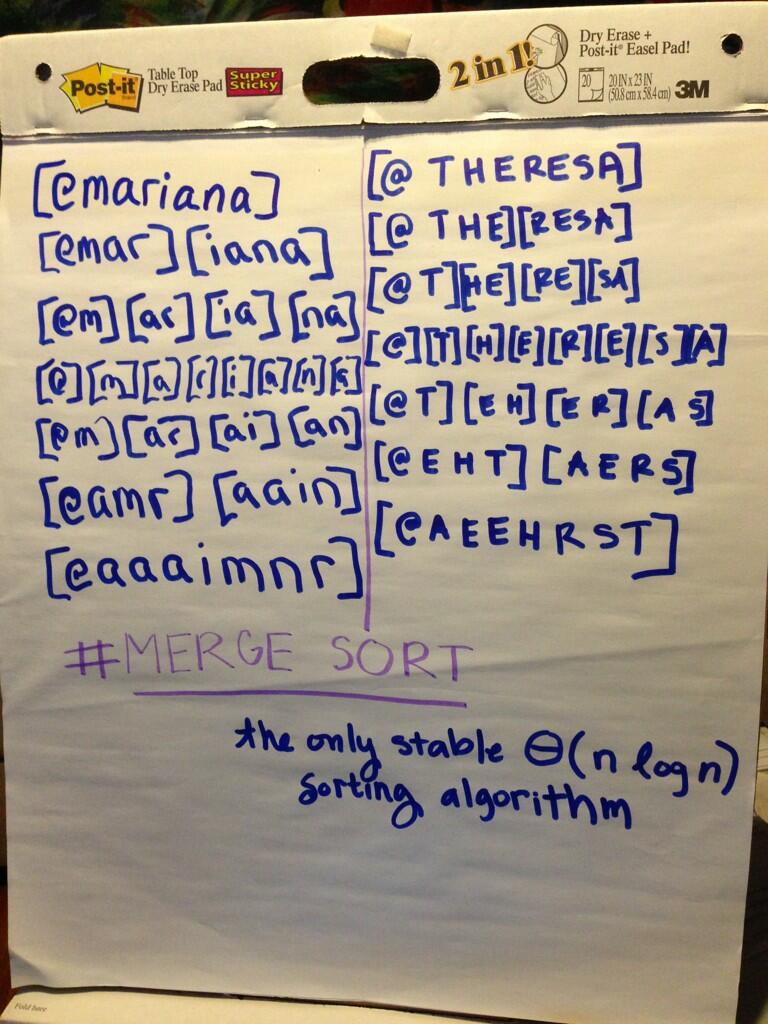 Post-it
Table Top
Dry Erase Pad
Super
Sticky
2 in 1!
Dry Erase +
Post-it® Easel Pad!
20
20 IN x 23 IN
(50.8 cm x 58.4 cm)
3M
[@mariana]
[@mar][iana]
[@m][ar][ia][na]
[@][m][a][r][i][a][n][a]
[@m][ar][ai][an]
[@amr][aain]
[@aaaimnr]
[@ THERESA]
[@ THE][RESA]
[@ T][HE][RE][SA]
[@][T][H][E][R][E][S][A]
[@T][EH][ER][AS]
[@EHT][AERS]
[@AEEHRST]
#MERGE SORT
the only stable Θ(n log n)
sorting algorithm
Fold here